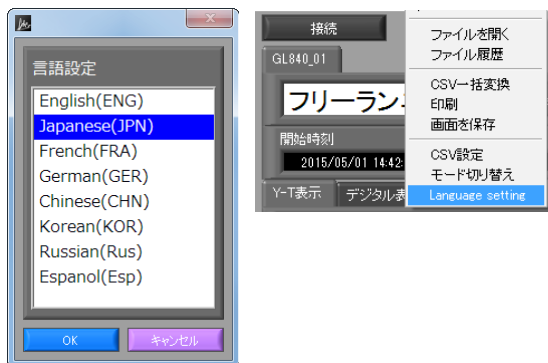 言語設定
English(ENG)
Japanese(JPN)
French(FRA)
German(GER)
Chinese(CHN)
Korean(KOR)
Russian(Rus)
Espanol(Esp)
OK
キャンセル
接続
GL840_01
フリーラン
開始時刻
2015/05/01 14:42:
Y-T表示
デジタル表
ファイルを開く
ファイル履歴
CSV一括変換
印刷
画面を保存
CSV設定
モード切り替え
Language setting